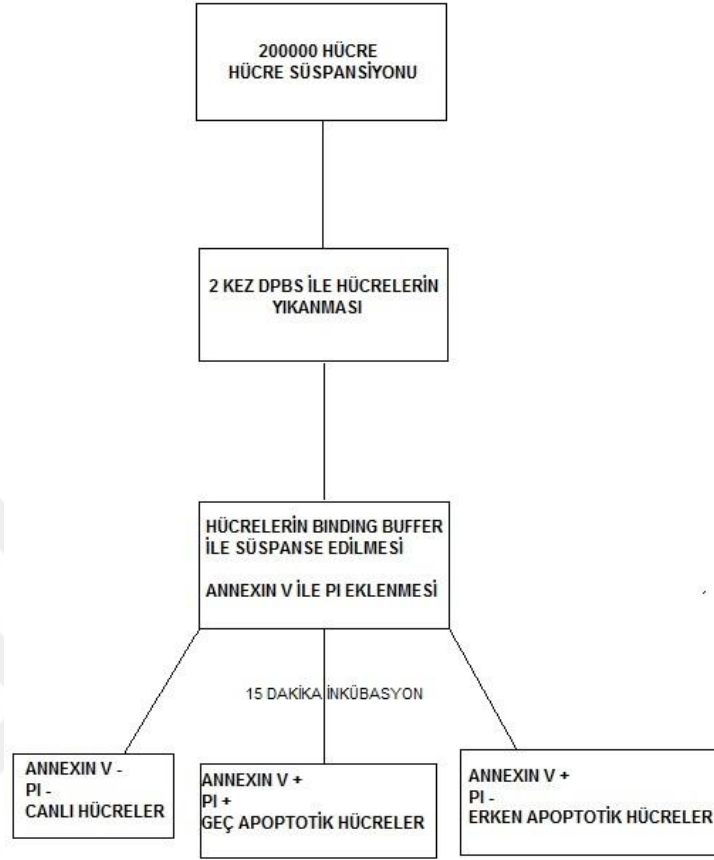 200000 HÜCRE
HÜCRE SÜSPANSİYONU
2 KEZ DPBS İLE HÜCRELERİN
YIKANMASI
HÜCRELERİN BINDING BUFFER
İLE SÜSPANSE EDİLMESİ
ANNEXIN V İLE PI EKLENMESİ
15 DAKİKA İNKÜBASYON
ANNEXIN V -
PI -
CANLI HÜCRELER
ANNEXIN V +
PI +
GEÇ APOPTOTİK HÜCRELER
ANNEXIN V +
PI -
ERKEN APOPTOTİK HÜCRELER